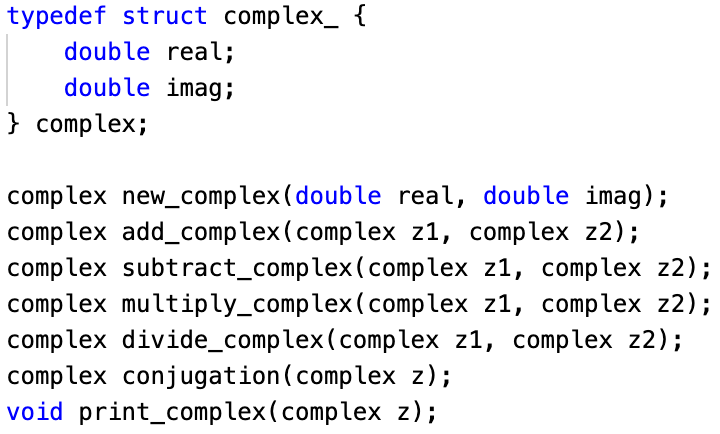 typedef struct complex_ {
    double real;
    double imag;
} complex;

complex new_complex(double real, double imag);
complex add_complex(complex z1, complex z2);
complex subtract_complex(complex z1, complex z2);
complex multiply_complex(complex z1, complex z2);
complex divide_complex(complex z1, complex z2);
complex conjugation(complex z);
void print_complex(complex z);